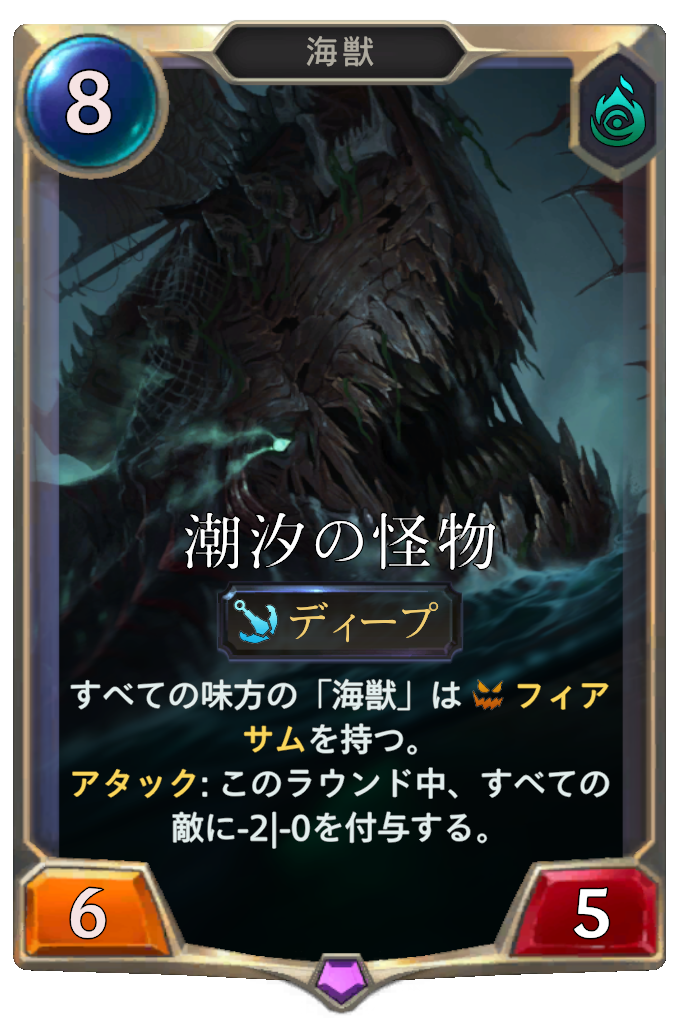 海獣
8
潮汐の怪物
ディープ
すべての味方の「海獣」は フィア
サムを持つ。
アタック: このラウンド中、すべての
敵に-2|-0を付与する。
6
5